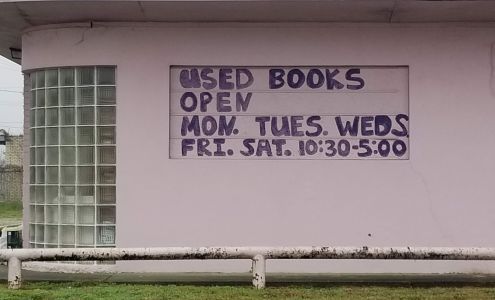 USED BOOKS
OPEN
MON. TUES. WEDS.
FRI. SAT. 10:30-5:00